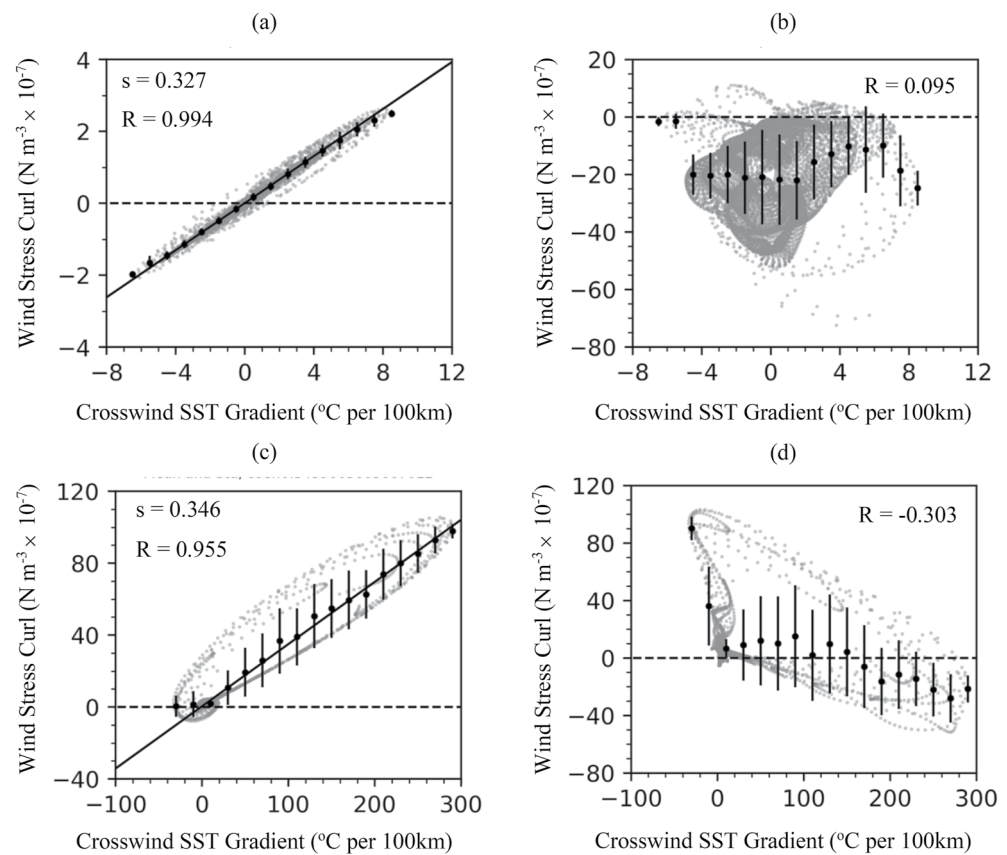 (a)
4
2
0
−2
−4
−8
−4
0
4
8
12
s = 0.327
R = 0.994
Wind Stress Curl (N m⁻³ × 10⁻⁷)
Crosswind SST Gradient (°C per 100km)
(b)
20
0
−20
−40
−60
−80
−8
−4
0
4
8
12
R = 0.095
Wind Stress Curl (N m⁻³ × 10⁻⁷)
Crosswind SST Gradient (°C per 100km)
(c)
120
80
40
0
−40
−100
0
100
200
300
s = 0.346
R = 0.955
Wind Stress Curl (N m⁻³ × 10⁻⁷)
Crosswind SST Gradient (°C per 100km)
(d)
120
80
40
0
−40
−80
−100
0
100
200
300
R = -0.303
Wind Stress Curl (N m⁻³ × 10⁻⁷)
Crosswind SST Gradient (°C per 100km)